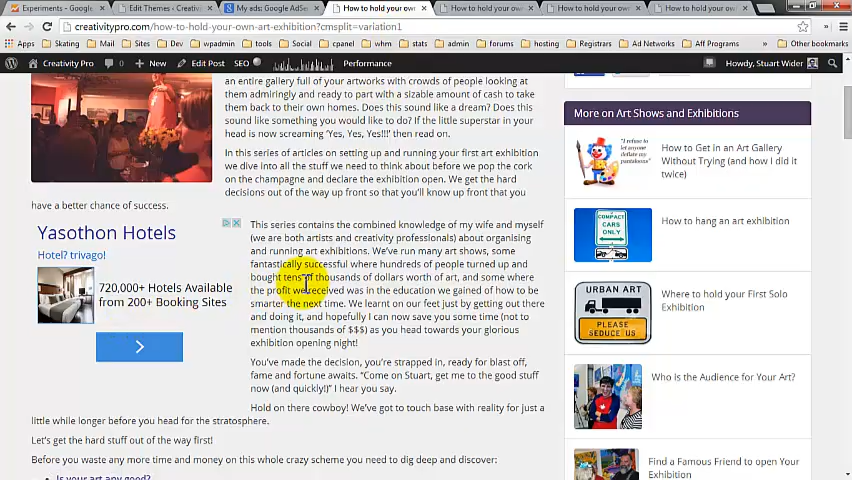 Experiments - Google
Edit Themes ‹ Creativi
My ads: Google AdSe
How to hold your own
How to hold your own
How to hold your own
How to hold your own
creativitypro.com/how-to-hold-your-own-art-exhibition?cmsplit=variation1
Apps
Skating
Mail
Sites
Dev
wpadmin
tools
Social
cpanel
whm
stats
forums
hosting
Registrars
Ad Networks
Aff Programs
Other bookmarks
Creativity Pro
0
New
Edit Post
SEO
Performance
Howdy, Stuart Wider
an entire gallery full of your artworks with crowds of people looking at
them admiringly and ready to part with a sizable amount of cash to take
them back to their own homes. Does this sound like a dream? Does this
sound like something you would like to do? If the little superstar in your
head is now screaming 'Yes, Yes, Yes!!!' then read on.
In this series of articles on setting up and running your first art exhibition
we dive into all the stuff we need to think about before we pop the cork
on the champagne and declare the exhibition open. We get the hard
decisions out of the way up front so that you'll know up front that you
have a better chance of success.
Yasothon Hotels
Hotel? trivago!
720,000+ Hotels Available
from 200+ Booking Sites
This series contains the combined knowledge of my wife and myself
(we are both artists and creativity professionals) about organising
and running art exhibitions. We've run many art shows, some
fantastically successful where hundreds of people turned up and
bought tens of thousands of dollars worth of art, and some where
the profit we received was in the education we gained of how to be
smarter the next time. We learnt on our feet just by getting out there
and doing it, and hopefully I can now save you some time (not to
mention thousands of $$$) as you head towards your glorious
exhibition opening night!
You've made the decision, you're strapped in, ready for blast off,
fame and fortune awaits. "Come on Stuart, get me to the good stuff
now (and quickly!)" I hear you say.
Hold on there cowboy! We've got to touch base with reality for just a
little while longer before you head for the stratosphere.
Let's get the hard stuff out of the way first!
Before you waste any more time and money on this whole crazy scheme you need to dig deep and discover:
Is your art any good?
More on Art Shows and Exhibitions
"I refuse to
let anyone
deflate my
pantaloons"
How to Get in an Art Gallery
Without Trying (and how I did it
twice)
COMPACT
CARS
ONLY
How to hang an art exhibition
URBAN ART
PLEASE
SEDUCE US
Where to hold your First Solo
Exhibition
Who is the Audience for Your Art?
Find a Famous Friend to open Your
Exhibition